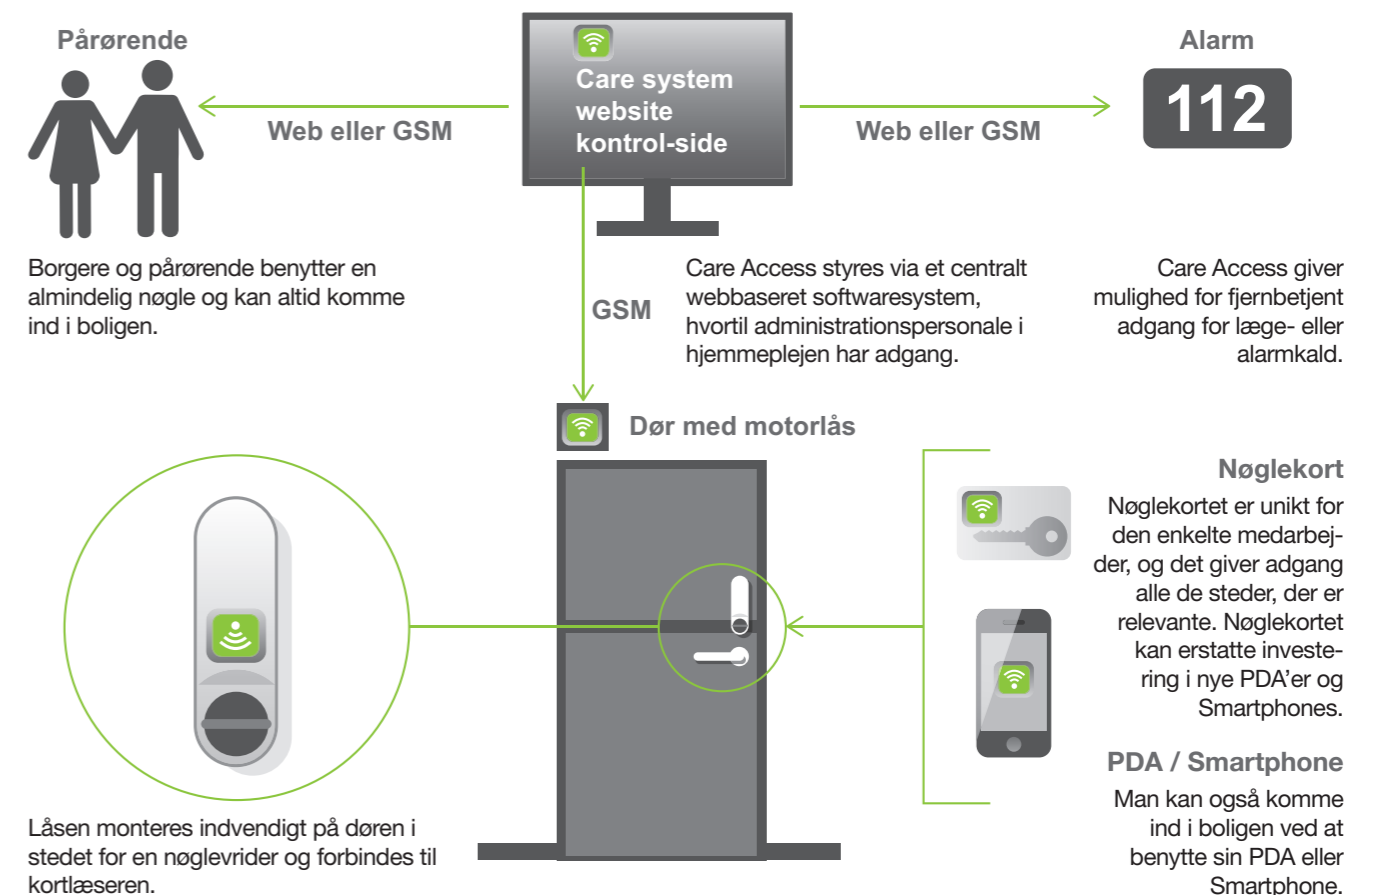 Pårørende
Web eller GSM
Care system
website
kontrol-side
Web eller GSM
Alarm
112
Borgere og pårørende benytter en
almindelig nøgle og kan altid komme
ind i boligen.
GSM
Care Access styres via et centralt
webbaseret softwaresystem,
hvortil administrationspersonale i
hjemmeplejen har adgang.
Care Access giver
mulighed for fjernbetjent
adgang for læge- eller
alarmkald.
Dør med motorlås
Nøglekort
Nøglekortet er unikt for
den enkelte medarbej-
der, og det giver adgang
alle de steder, der er
relevante. Nøglekortet
kan erstatte investe-
ring i nye PDA’er og
Smartphones.
PDA / Smartphone
Man kan også komme
ind i boligen ved at
benytte sin PDA eller
Smartphone.
Låsen monteres indvendigt på døren i
stedet for en nøglevrider og forbindes til
kortlæseren.